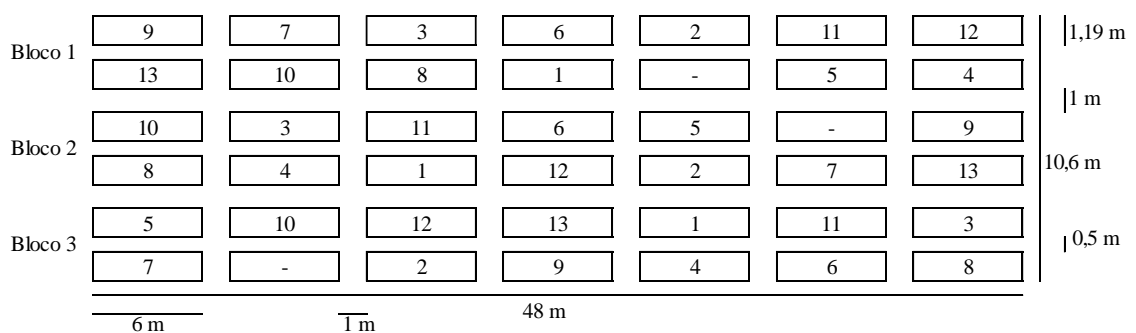 9 7 3 6 2 11 12 1,19 m
Bloco 1
13 10 8 1 - 5 4
1 m
10 3 11 6 5 - 9
Bloco 2
10,6 m
8 4 1 12 2 7 13
5 10 12 13 1 11 3
Bloco 3 0,5 m
7 - 2 9 4 6 8
48 m
6 m 1 m